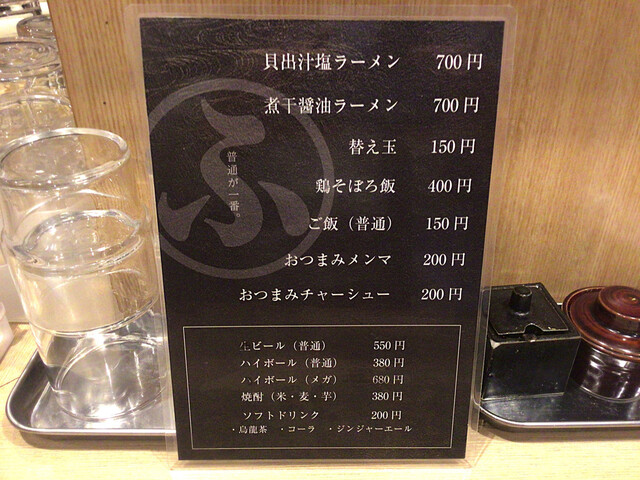 貝出汁塩ラーメン 700円
煮干醤油ラーメン 700円
替え玉 150円
鶏そぼろ飯 400円
ご飯（普通） 150円
おつまみメンマ 200円
おつまみチャーシュー 200円
ふ
普通が一番。
生ビール（普通） 550円
ハイボール（普通） 380円
ハイボール（メガ） 680円
焼酎（米・麦・芋） 380円
ソフトドリンク 200円
・烏龍茶 ・コーラ ・ジンジャーエール